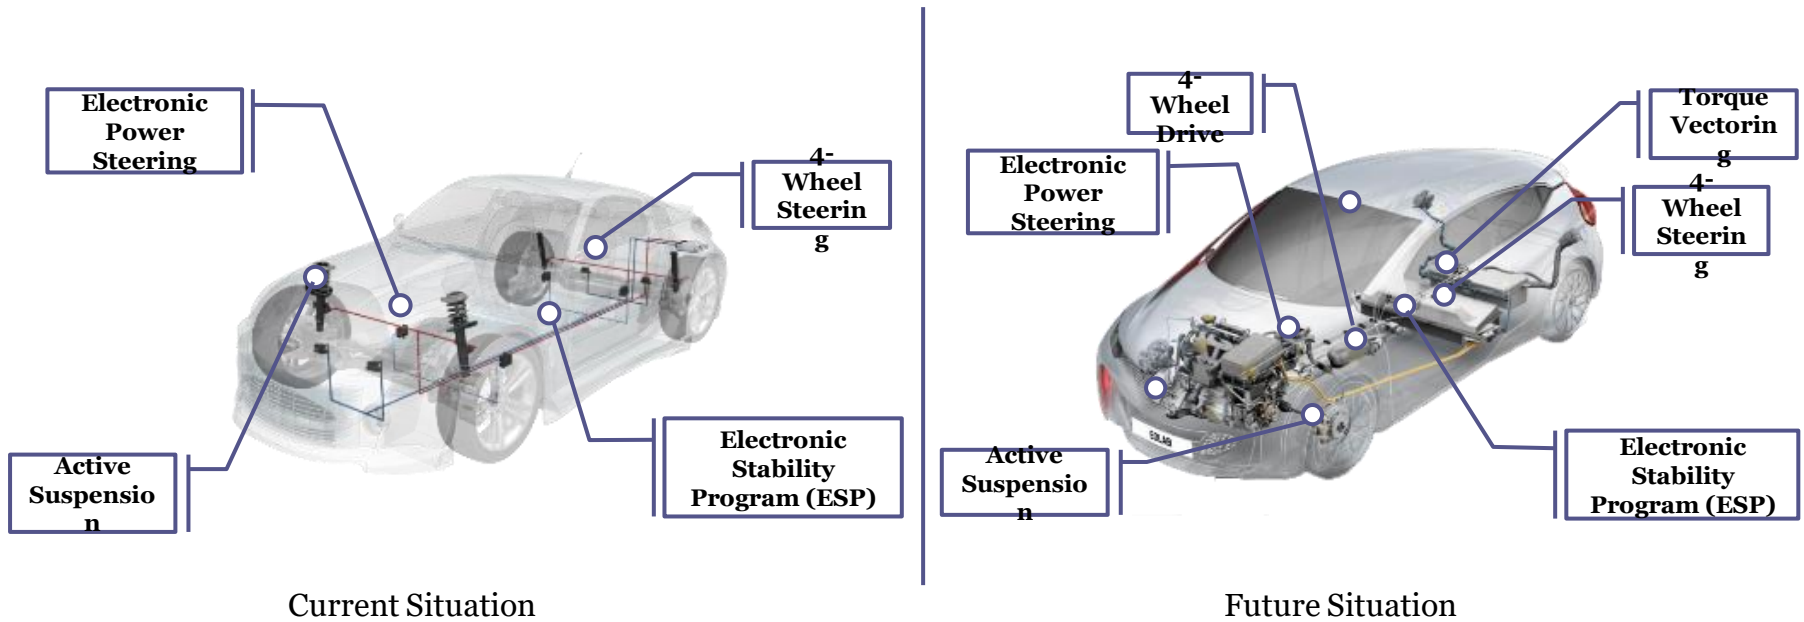 Electronic
Power
Steering
4-
Wheel
Steerin
g
Active
Suspensio
n
Electronic
Stability
Program (ESP)
Current Situation
4-
Wheel
Drive
Electronic
Power
Steering
Torque
Vectorin
g
4-
Wheel
Steerin
g
Active
Suspensio
n
Electronic
Stability
Program (ESP)
EOLAB
Future Situation